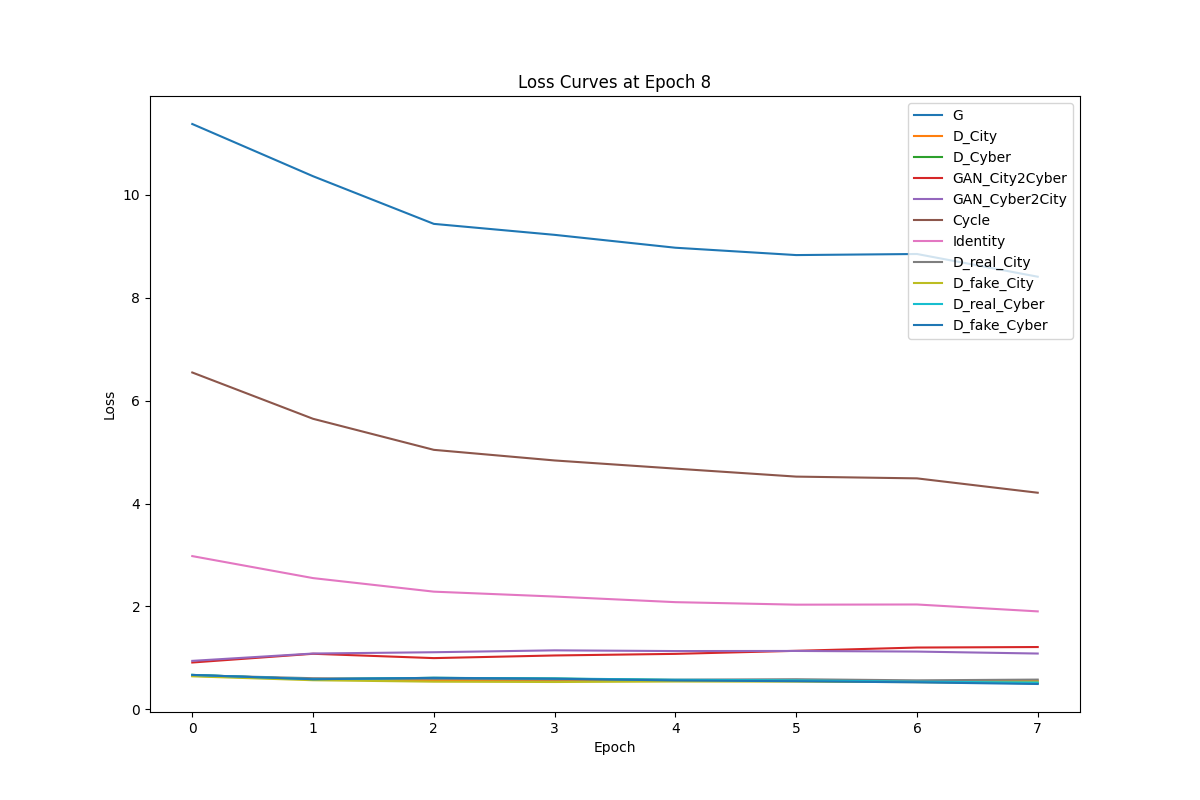 Loss Curves at Epoch 8
G
D_City
D_Cyber
GAN_City2Cyber
GAN_Cyber2City
Cycle
Identity
D_real_City
D_fake_City
D_real_Cyber
D_fake_Cyber
10
8
6
4
2
0
Loss
0 1 2 3 4 5 6 7
Epoch